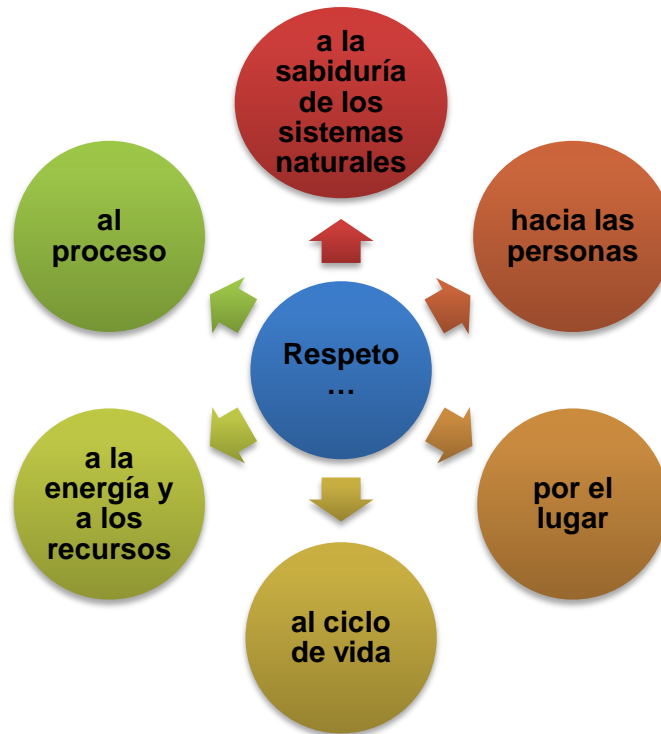 a la
sabiduría
de los
sistemas
naturales
hacia las
personas
por el
lugar
al ciclo
de vida
a la
energía y
a los
recursos
al
proceso
Respeto
…